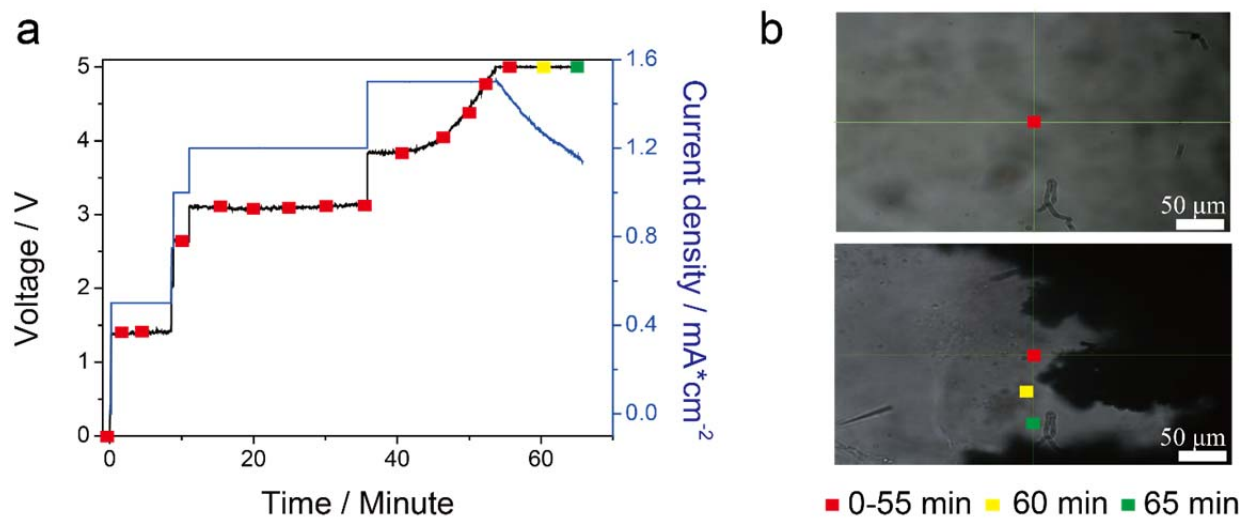 a
b
5
4
3
2
1
0
Voltage / V
0
20
40
60
Time / Minute
1.6
1.2
0.8
0.4
0.0
Current density / mA*cm⁻²
50 μm
50 μm
0-55 min 60 min 65 min